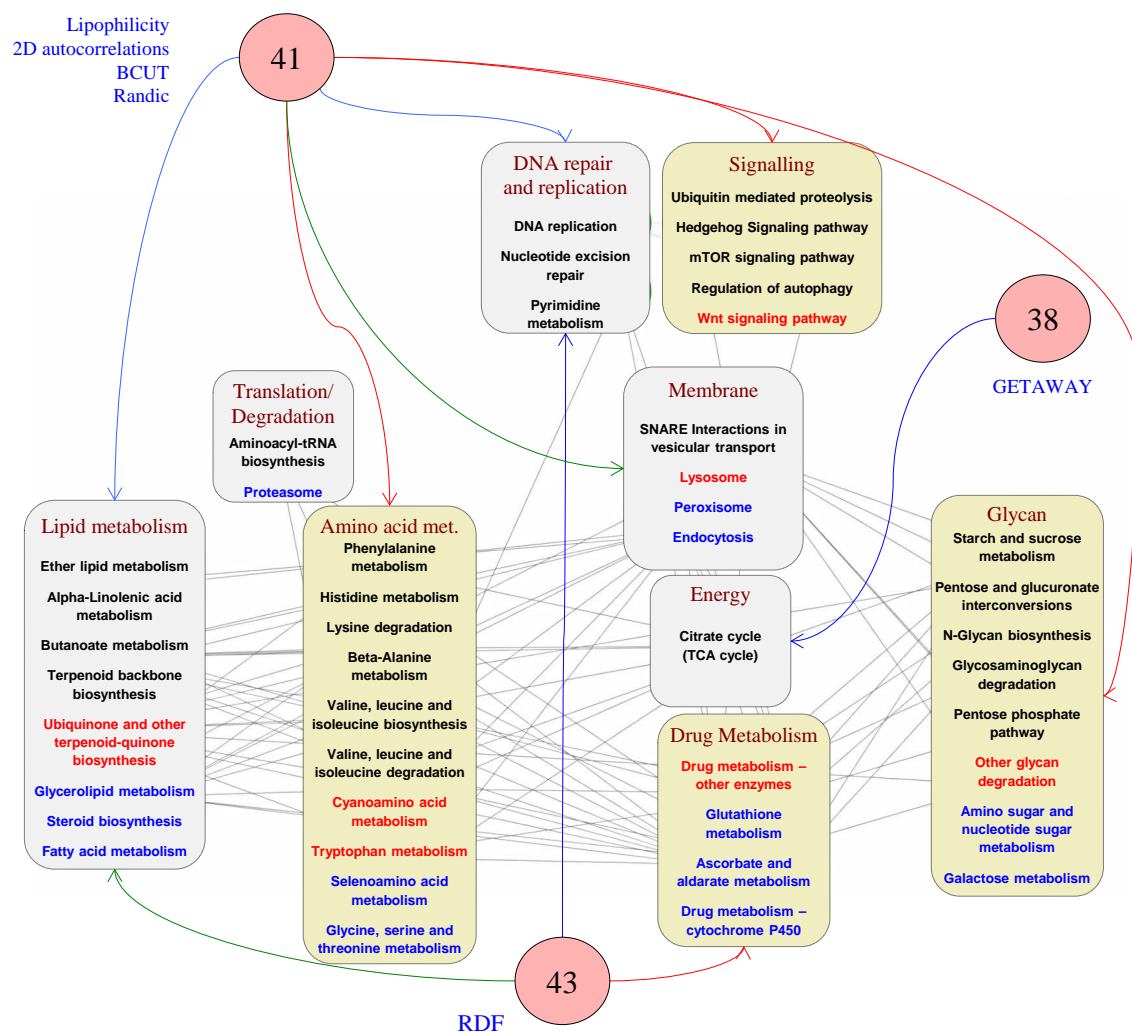 Lipophilicity
2D autocorrelations
BCUT
Randic
41
DNA repair
and replication
DNA replication
Nucleotide excision
repair
Pyrimidine
metabolism
Signalling
Ubiquitin mediated proteolysis
Hedgehog Signaling pathway
mTOR signaling pathway
Regulation of autophagy
Wnt signaling pathway
38
GETAWAY
Translation/
Degradation
Aminoacyl-tRNA
biosynthesis
Proteasome
Membrane
SNARE Interactions in
vesicular transport
Lysosome
Peroxisome
Endocytosis
Lipid metabolism
Ether lipid metabolism
Alpha-Linolenic acid
metabolism
Butanoate metabolism
Terpenoid backbone
biosynthesis
Ubiquinone and other
terpenoid-quinone
biosynthesis
Glycerolipid metabolism
Steroid biosynthesis
Fatty acid metabolism
Amino acid met.
Phenylalanine
metabolism
Histidine metabolism
Lysine degradation
Beta-Alanine
metabolism
Valine, leucine and
isoleucine biosynthesis
Valine, leucine and
isoleucine degradation
Cyanoamino acid
metabolism
Tryptophan metabolism
Selenoamino acid
metabolism
Glycine, serine and
threonine metabolism
Energy
Citrate cycle
(TCA cycle)
Drug Metabolism
Drug metabolism –
other enzymes
Glutathione
metabolism
Ascorbate and
aldarate metabolism
Drug metabolism –
cytochrome P450
Glycan
Starch and sucrose
metabolism
Pentose and glucuronate
interconversions
N-Glycan biosynthesis
Glycosaminoglycan
degradation
Pentose phosphate
pathway
Other glycan
degradation
Amino sugar and
nucleotide sugar
metabolism
Galactose metabolism
43
RDF